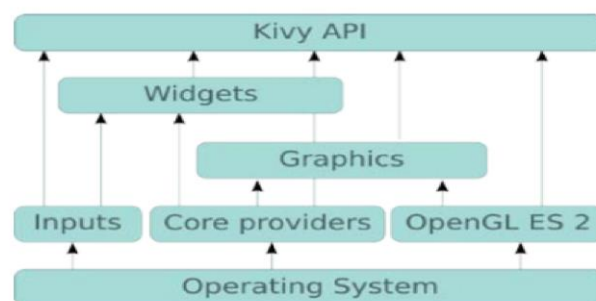 Kivy API
Widgets
Graphics
Inputs Core providers OpenGL ES 2
Operating System